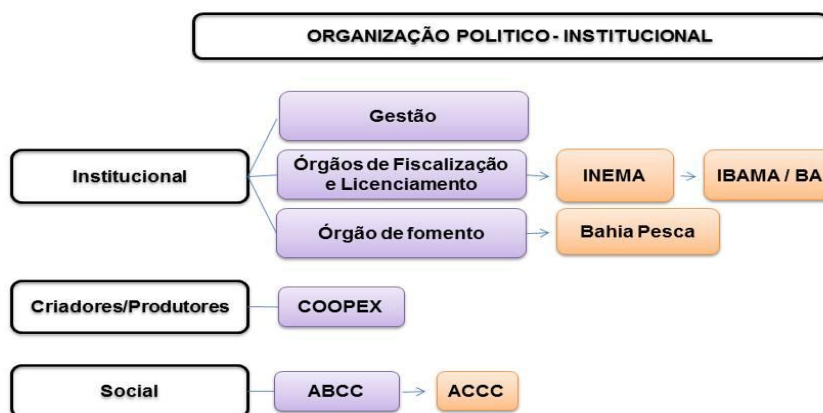 ORGANIZAÇÃO POLITICO - INSTITUCIONAL
Gestão
Institucional
Órgãos de Fiscalização
e Licenciamento
INEMA
IBAMA / BA
Órgão de fomento
Bahia Pesca
Criadores/Produtores
COOPEX
Social
ABCC
ACCC